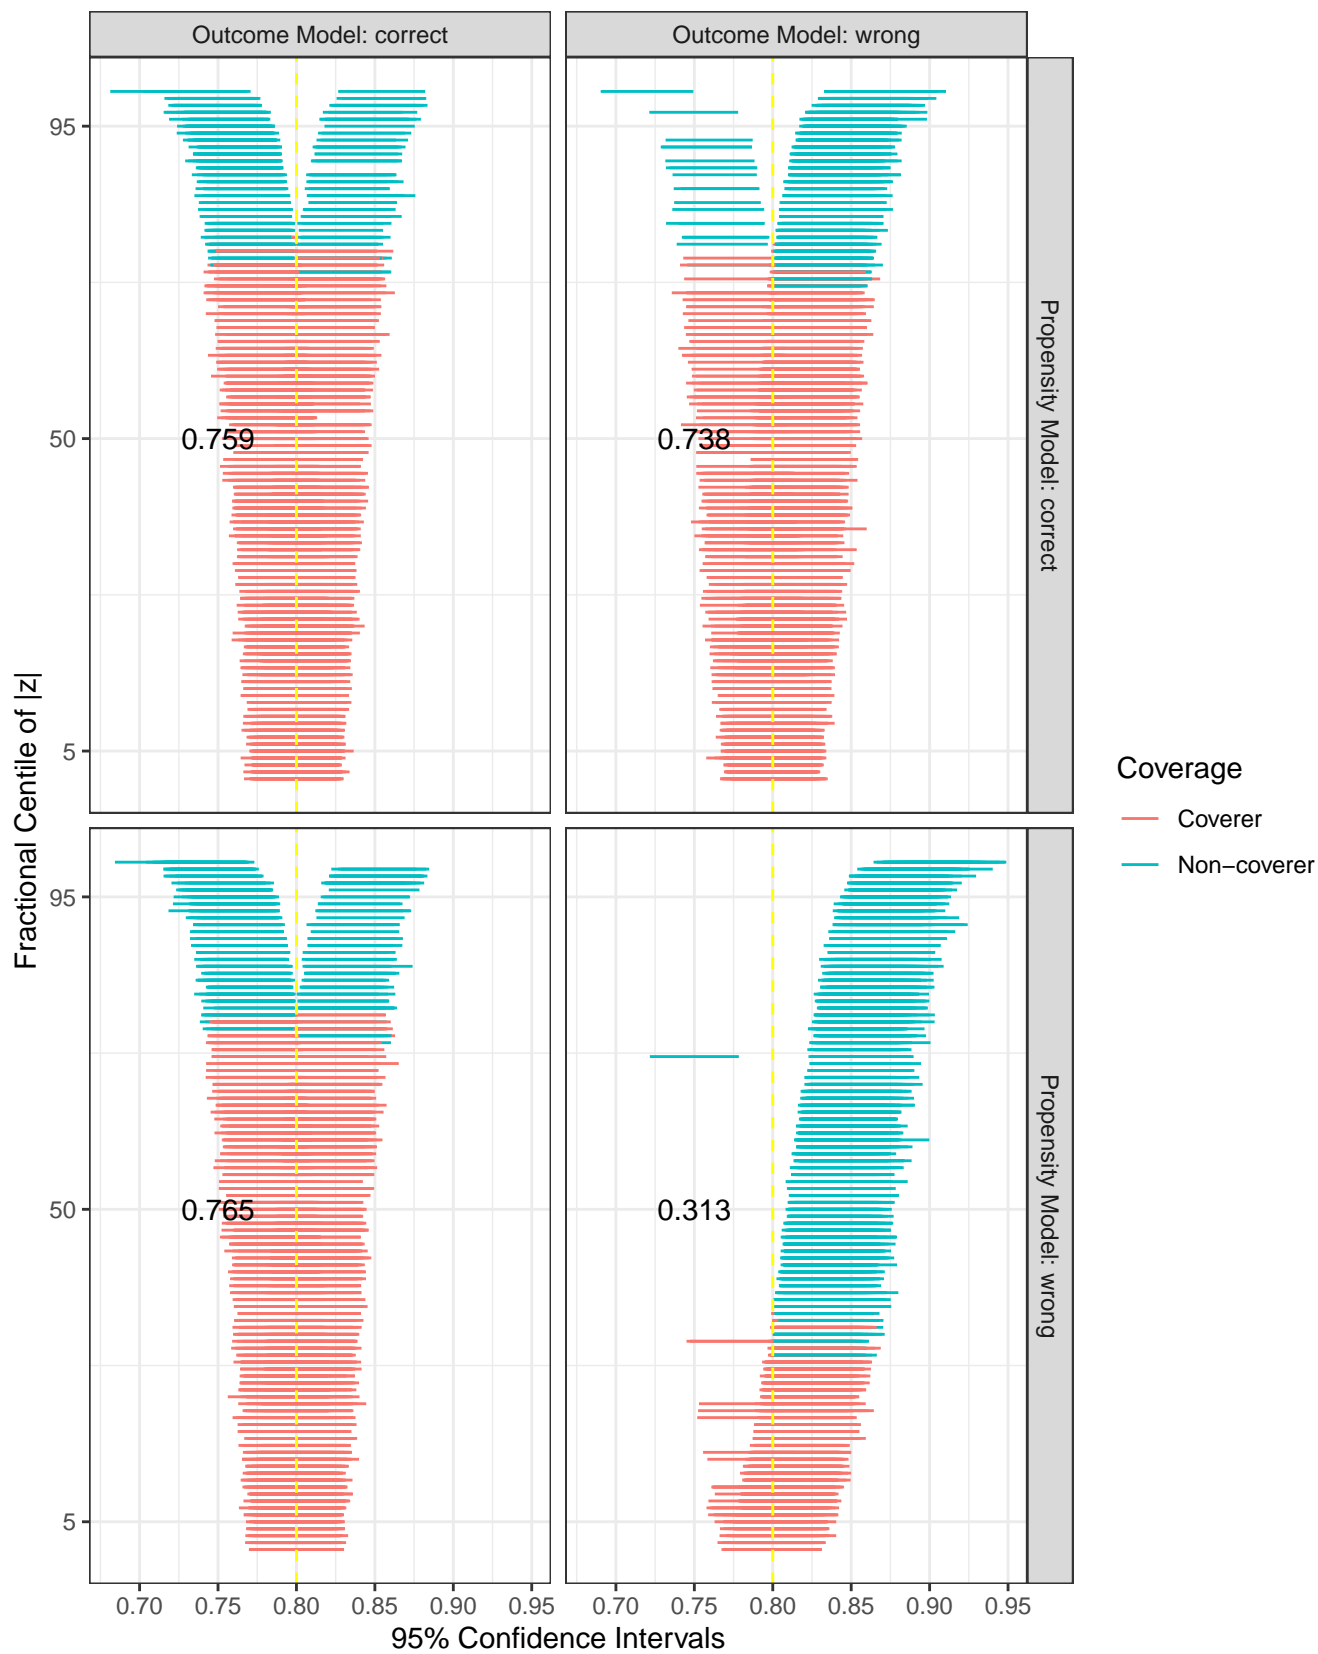 Outcome Model: correct
Outcome Model: wrong
95
50
5
0.759
0.738
Propensity Model: correct
95
50
5
0.765
0.313
Propensity Model: wrong
Fractional Centile of |z|
0.70 0.75 0.80 0.85 0.90 0.95
0.70 0.75 0.80 0.85 0.90 0.95
95% Confidence Intervals
Coverage
Coverer
Non−coverer